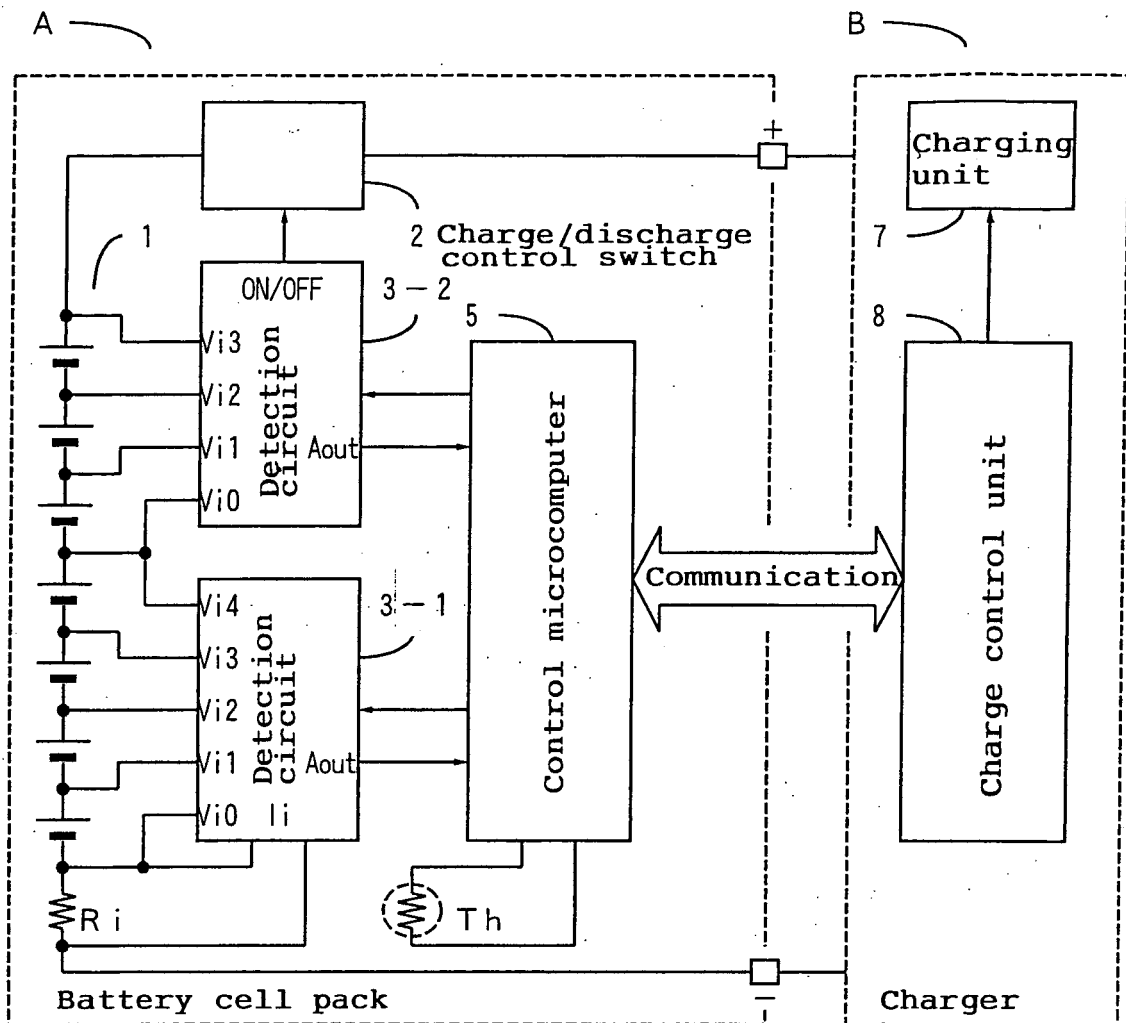 A
B
+
Charging
unit
1
2 Charge/discharge
control switch
7
ON/OFF
3-2
5
8
Vi3
Vi2
Vi1
Vi0
Detection
circuit
Aout
Control microcomputer
Communication
Charge control unit
Vi4
3-1
Vi3
Vi2
Vi1
Vi0
Ii
Detection
circuit
Aout
Ri
Th
Battery cell pack
−
Charger